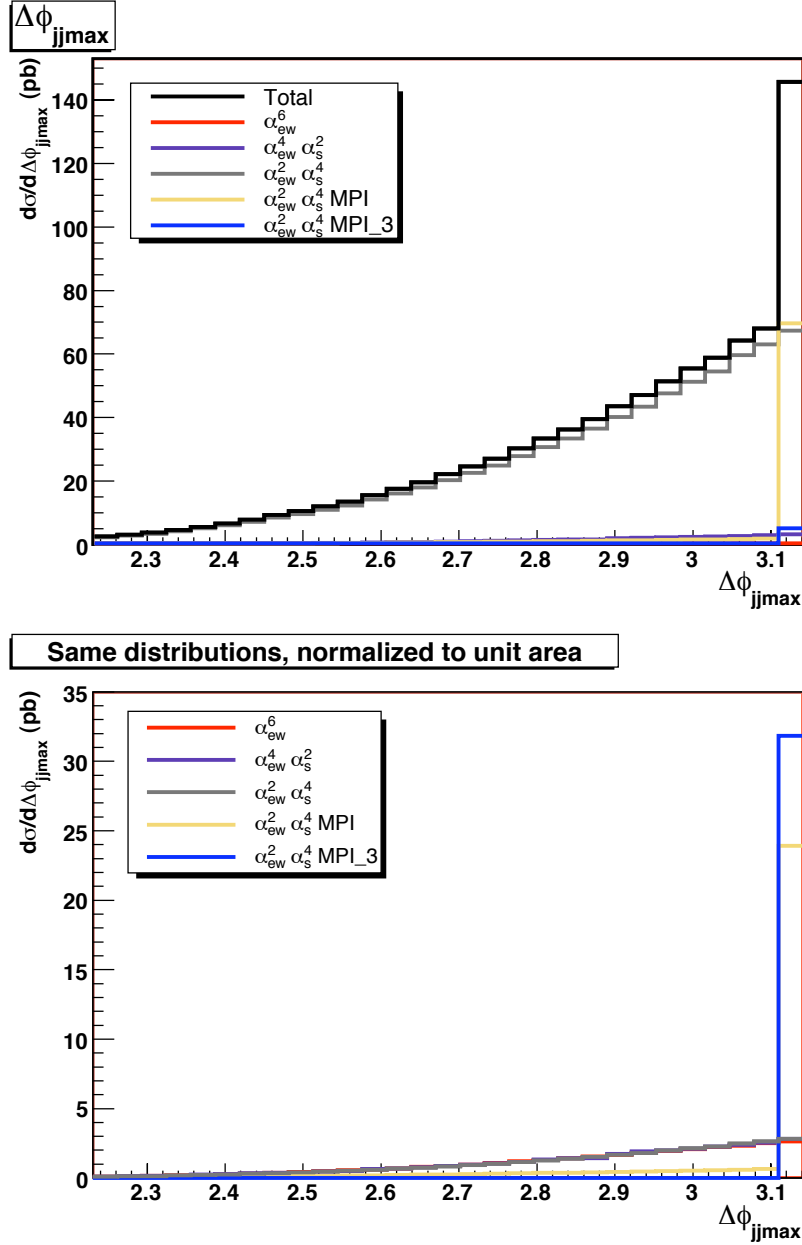 Δϕjjmax
dσ/dΔϕjjmax (pb)
140
120
100
80
60
40
20
0
Total
α⁶ew
α⁴ew α²s
α²ew α⁴s
α²ew α⁴s MPI
α²ew α⁴s MPI_3
2.3 2.4 2.5 2.6 2.7 2.8 2.9 3 3.1
Δϕjjmax
Same distributions, normalized to unit area
dσ/dΔϕjjmax (pb)
35
30
25
20
15
10
5
0
α⁶ew
α⁴ew α²s
α²ew α⁴s
α²ew α⁴s MPI
α²ew α⁴s MPI_3
2.3 2.4 2.5 2.6 2.7 2.8 2.9 3 3.1
Δϕjjmax